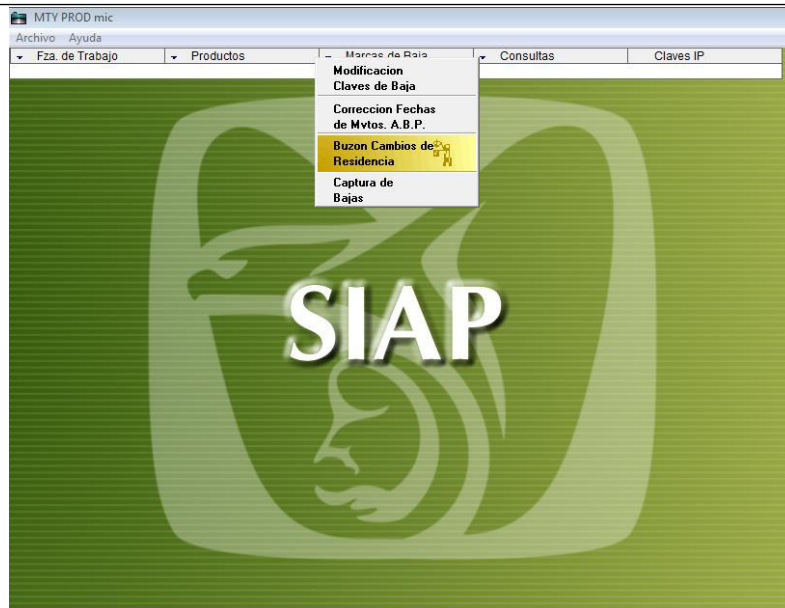 MTY PROD mic
Archivo Ayuda
Fza. de Trabajo Productos Marcas de Baja Consultas Claves IP
Modificacion
Claves de Baja
Correccion Fechas
de Mvtos. A.B.P.
Buzon Cambios de
Residencia
Captura de
Bajas
SIAP